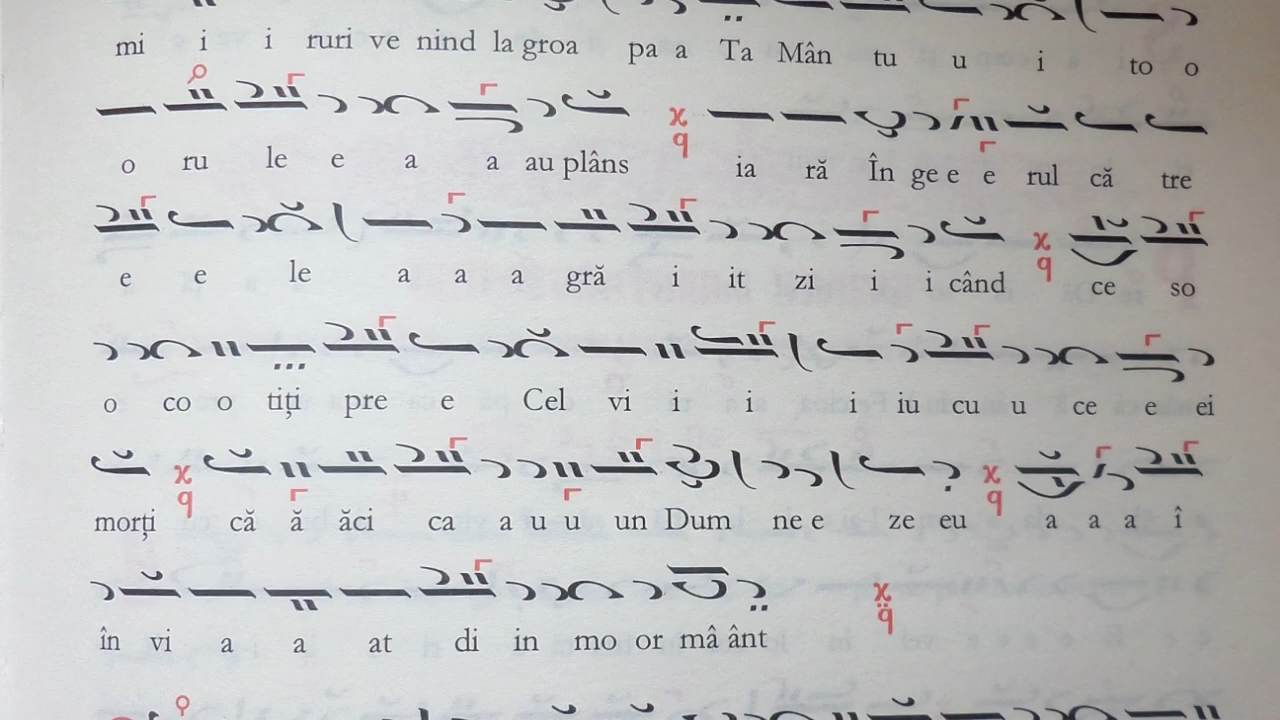 mi i i ruri ve nind la groa pa a Ta Mân tu u i to o
o ru le e a a au plâns ia ră În ge e e rul că tre
e e le a a a gră i it zi i i când ce so
o co o tiți pre e Cel vi i i i iu cu u ce e ei
morți că ă ăci ca a u u un Dum ne e ze eu a a a î
în vi a a at di in mo or mâ ânt